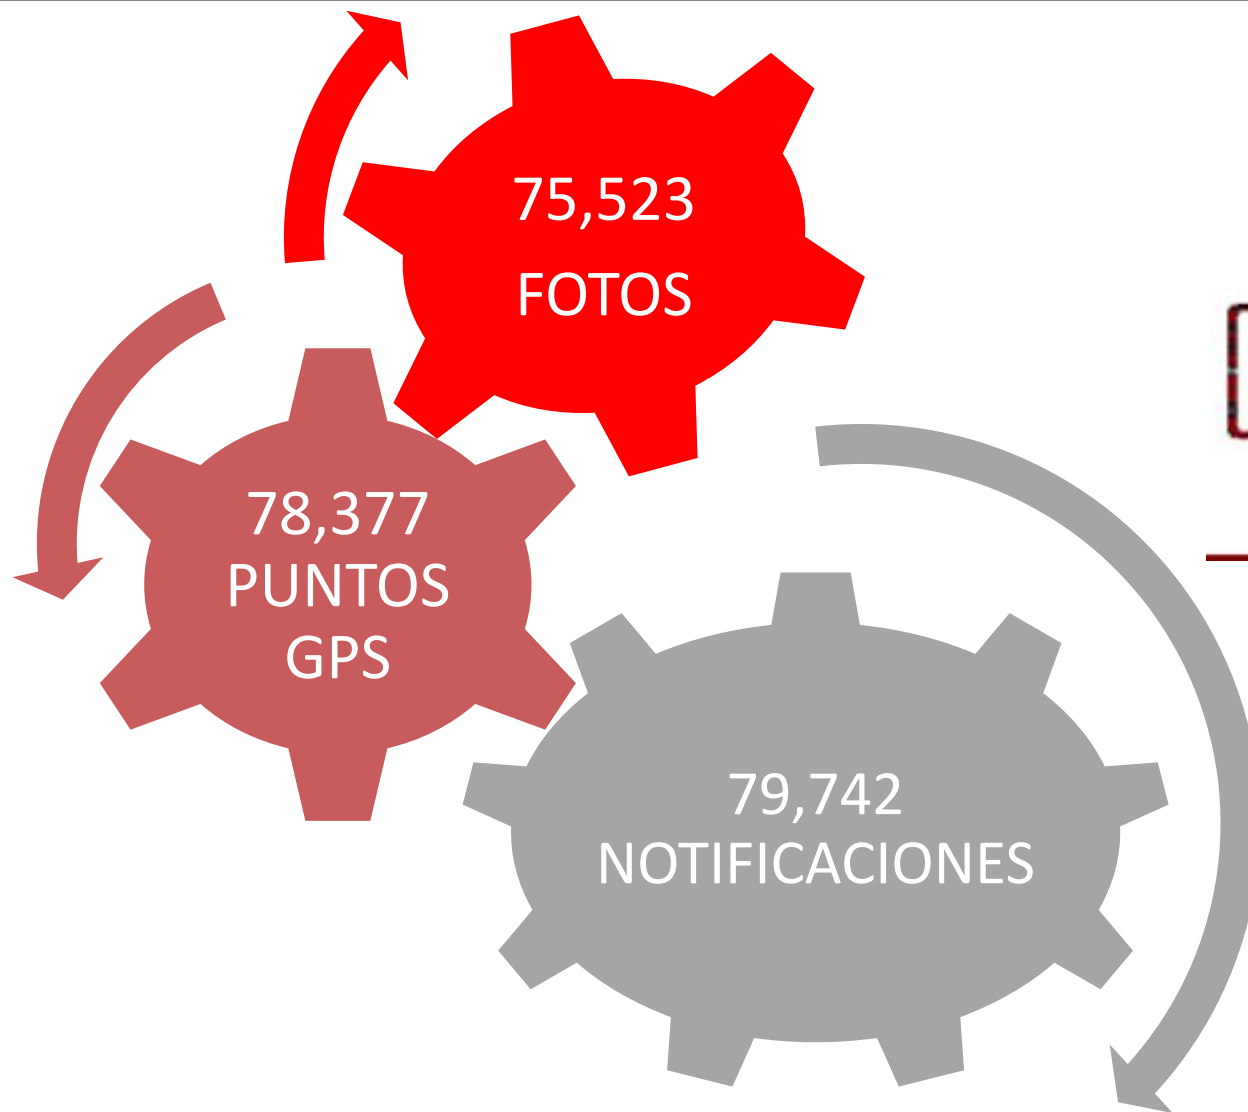 75,523
FOTOS
78,377
PUNTOS
GPS
79,742
NOTIFICACIONES